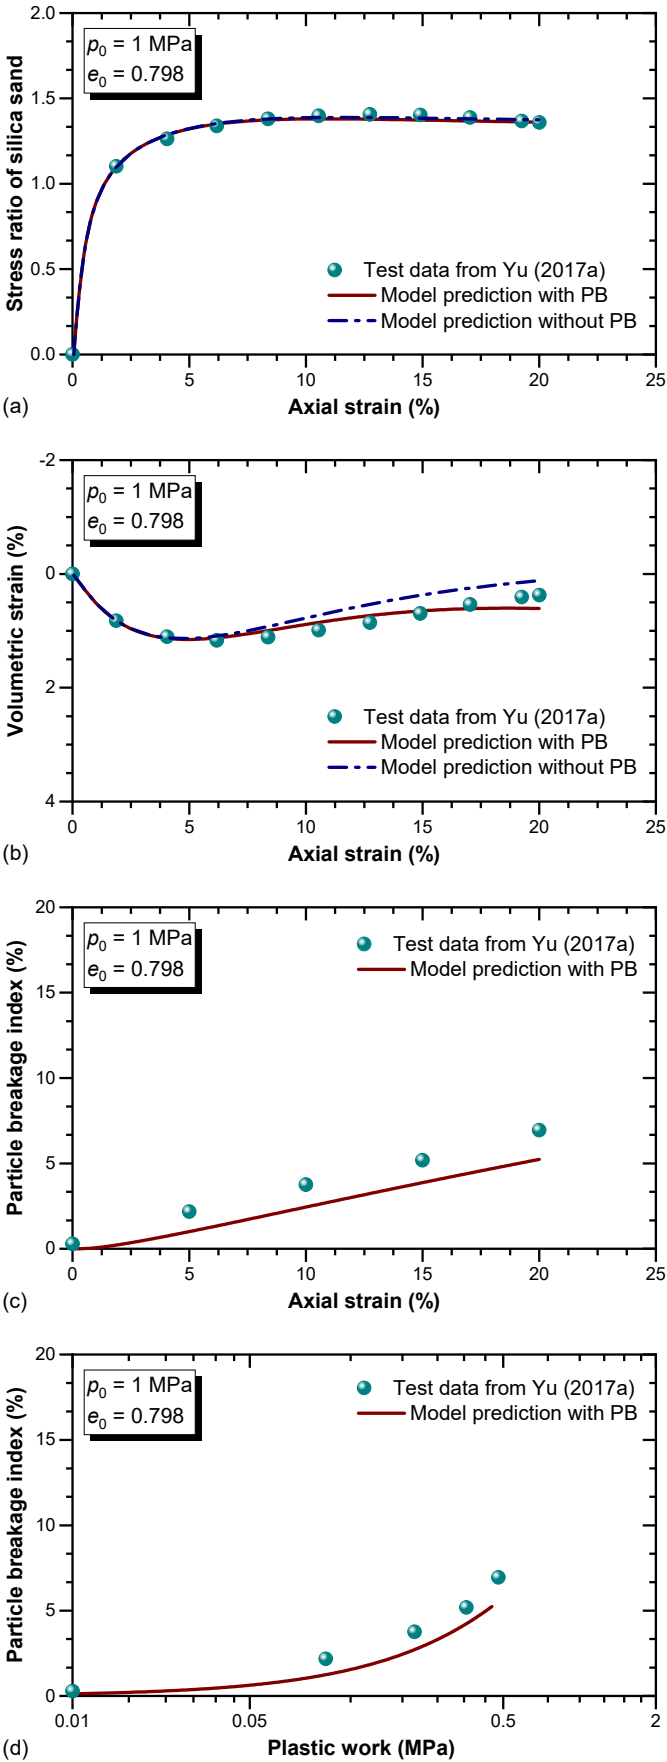 2.0
p0 = 1 MPa
e0 = 0.798
1.5
1.0
0.5
0.0
Stress ratio of silica sand
Test data from Yu (2017a)
Model prediction with PB
Model prediction without PB
0 5 10 15 20 25
(a) Axial strain (%)
-2
p0 = 1 MPa
e0 = 0.798
0
2
4
Volumetric strain (%)
Test data from Yu (2017a)
Model prediction with PB
Model prediction without PB
0 5 10 15 20 25
(b) Axial strain (%)
20
p0 = 1 MPa
e0 = 0.798
15
10
5
0
Particle breakage index (%)
Test data from Yu (2017a)
Model prediction with PB
0 5 10 15 20 25
(c) Axial strain (%)
20
p0 = 1 MPa
e0 = 0.798
15
10
5
0
Particle breakage index (%)
Test data from Yu (2017a)
Model prediction with PB
0.01 0.05 0.5 2
(d) Plastic work (MPa)